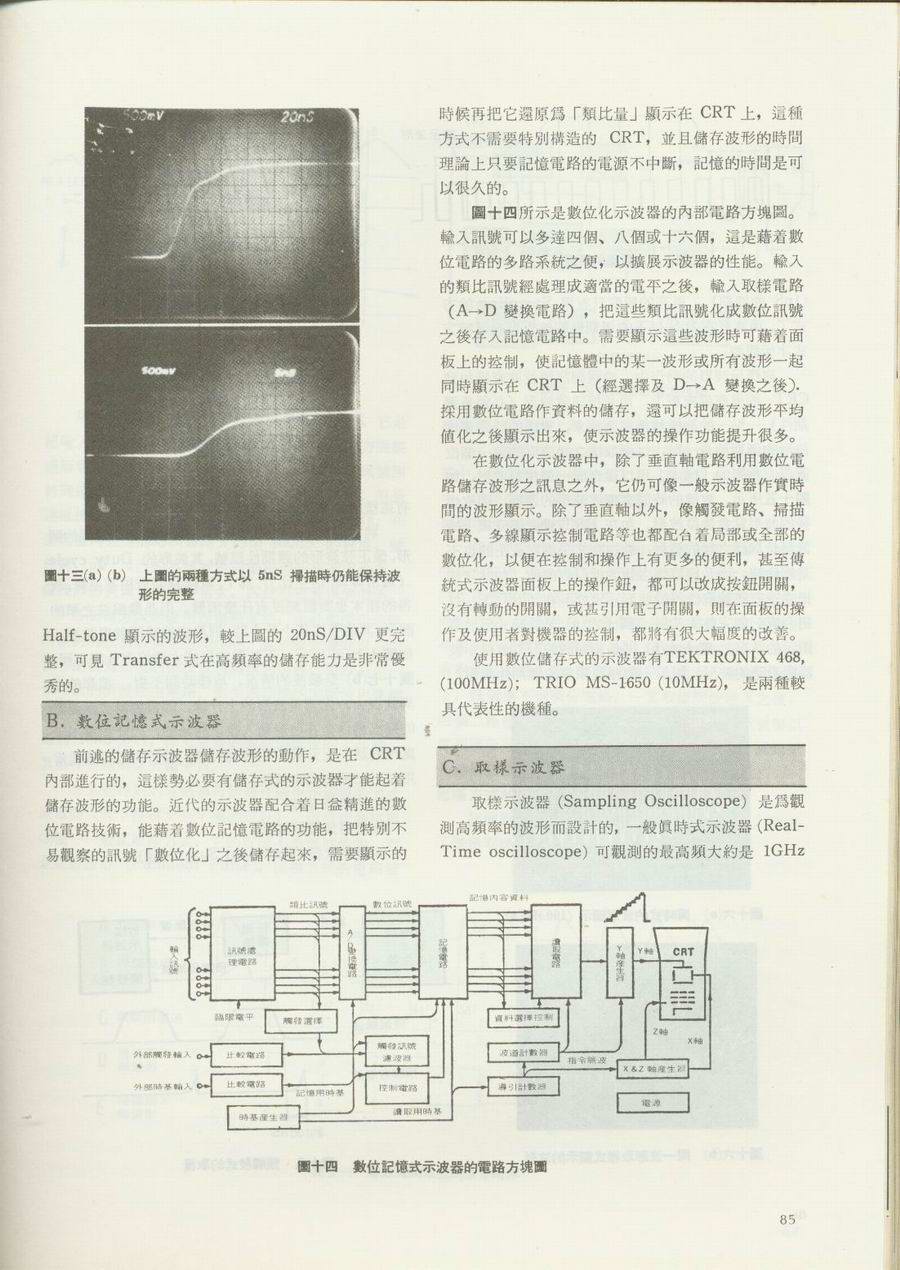 500mV 20nS
500mV 5nS
圖十三(a) (b) 上圖的兩種方式以 5nS 掃描時仍能保持波
形的完整
Half-tone 顯示的波形，較上圖的 20nS/DIV 更完
整，可見 Transfer 式在高頻率的儲存能力是非常優
秀的。
B. 數位記憶式示波器
前述的儲存示波器儲存波形的動作，是在 CRT
內部進行的，這樣勢必要有儲存式的示波器才能起着
儲存波形的功能。近代的示波器配合着日益精進的數
位電路技術，能藉着數位記憶電路的功能，把特別不
易觀察的訊號「數位化」之後儲存起來，需要顯示的
時候再把它還原爲「類比量」顯示在 CRT 上，這種
方式不需要特別構造的 CRT，並且儲存波形的時間
理論上只要記憶電路的電源不中斷，記憶的時間是可
以很久的。
圖十四所示是數位化示波器的內部電路方塊圖。
輸入訊號可以多達四個、八個或十六個，這是藉着數
位電路的多路系統之便，以擴展示波器的性能。輸入
的類比訊號經處理成適當的電平之後，輸入取樣電路
（A→D 變換電路），把這些類比訊號化成數位訊號
之後存入記憶電路中。需要顯示這些波形時可藉着面
板上的控制，使記憶體中的某一波形或所有波形一起
同時顯示在 CRT 上 (經選擇及 D→A 變換之後).
採用數位電路作資料的儲存，還可以把儲存波形平均
値化之後顯示出來，使示波器的操作功能提升很多。
在數位化示波器中，除了垂直軸電路利用數位電
路儲存波形之訊息之外，它仍可像一般示波器作實時
間的波形顯示。除了垂直軸以外，像觸發電路、掃描
電路、多線顯示控制電路等也都配合着局部或全部的
數位化，以便在控制和操作上有更多的便利，甚至傳
統式示波器面板上的操作鈕，都可以改成按鈕開關，
沒有轉動的開關，或甚引用電子開關，則在面板的操
作及使用者對機器的控制，都將有很大幅度的改善。
使用數位儲存式的示波器有TEKTRONIX 468,
(100MHz); TRIO MS-1650 (10MHz)，是兩種較
具代表性的機種。
C. 取樣示波器
取樣示波器 (Sampling Oscilloscope) 是爲觀
測高頻率的波形而設計的，一般眞時式示波器 (Real-
Time oscilloscope) 可觀測的最高頻大約是 1GHz
類比訊號
數位訊號
記憶內容資料
輸入訊號
訊號處
理電路
A/D變換電路
記憶電路
讀取電路
Y軸產生器
Y軸
CRT
臨限電平
觸發選擇
資料選擇控制
Z軸
X軸
外部觸發輸入
比較電路
觸發訊號
濾波器
波道計數器
指令號波
X & Z 軸產生器
外部時基輸入
比較電路
記憶用時基
控制電路
導引計數器
時基產生器
讀取用時基
電源
圖十四 數位記憶式示波器的電路方塊圖
85